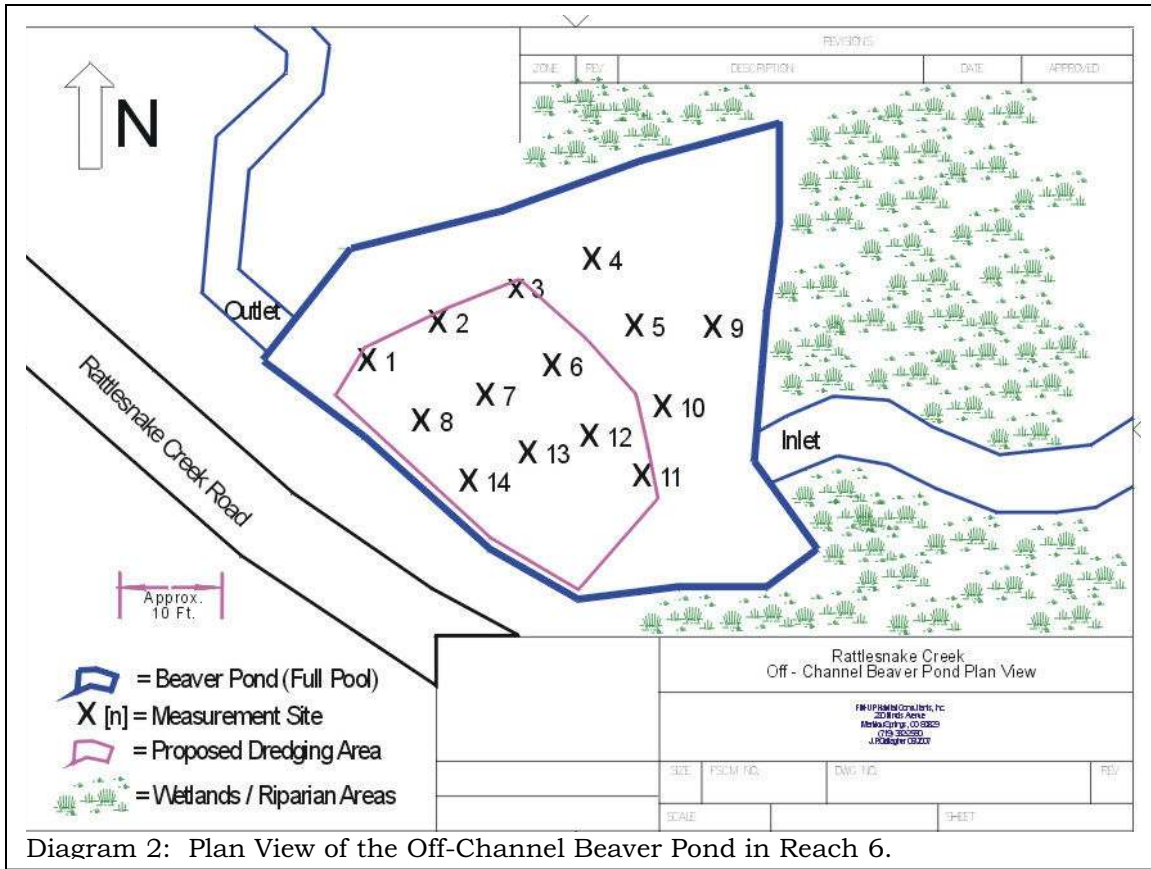 REVISIONS
ZONE REV DESCRIPTION DATE APPROVED
N
X 4
X 3
X 2
X 5
X 9
Outlet
X 1
X 6
X 7
X 10
X 8
X 12
Inlet
X 13
X 11
X 14
Rattlesnake Creek Road
Approx.
10 Ft.
= Beaver Pond (Full Pool)
X [n] = Measurement Site
= Proposed Dredging Area
= Wetlands / Riparian Areas
Rattlesnake Creek
Off - Channel Beaver Pond Plan View
(719)
SIZE FSCM NO. DWG NO. REV
SCALE SHEET
Diagram 2: Plan View of the Off-Channel Beaver Pond in Reach 6.